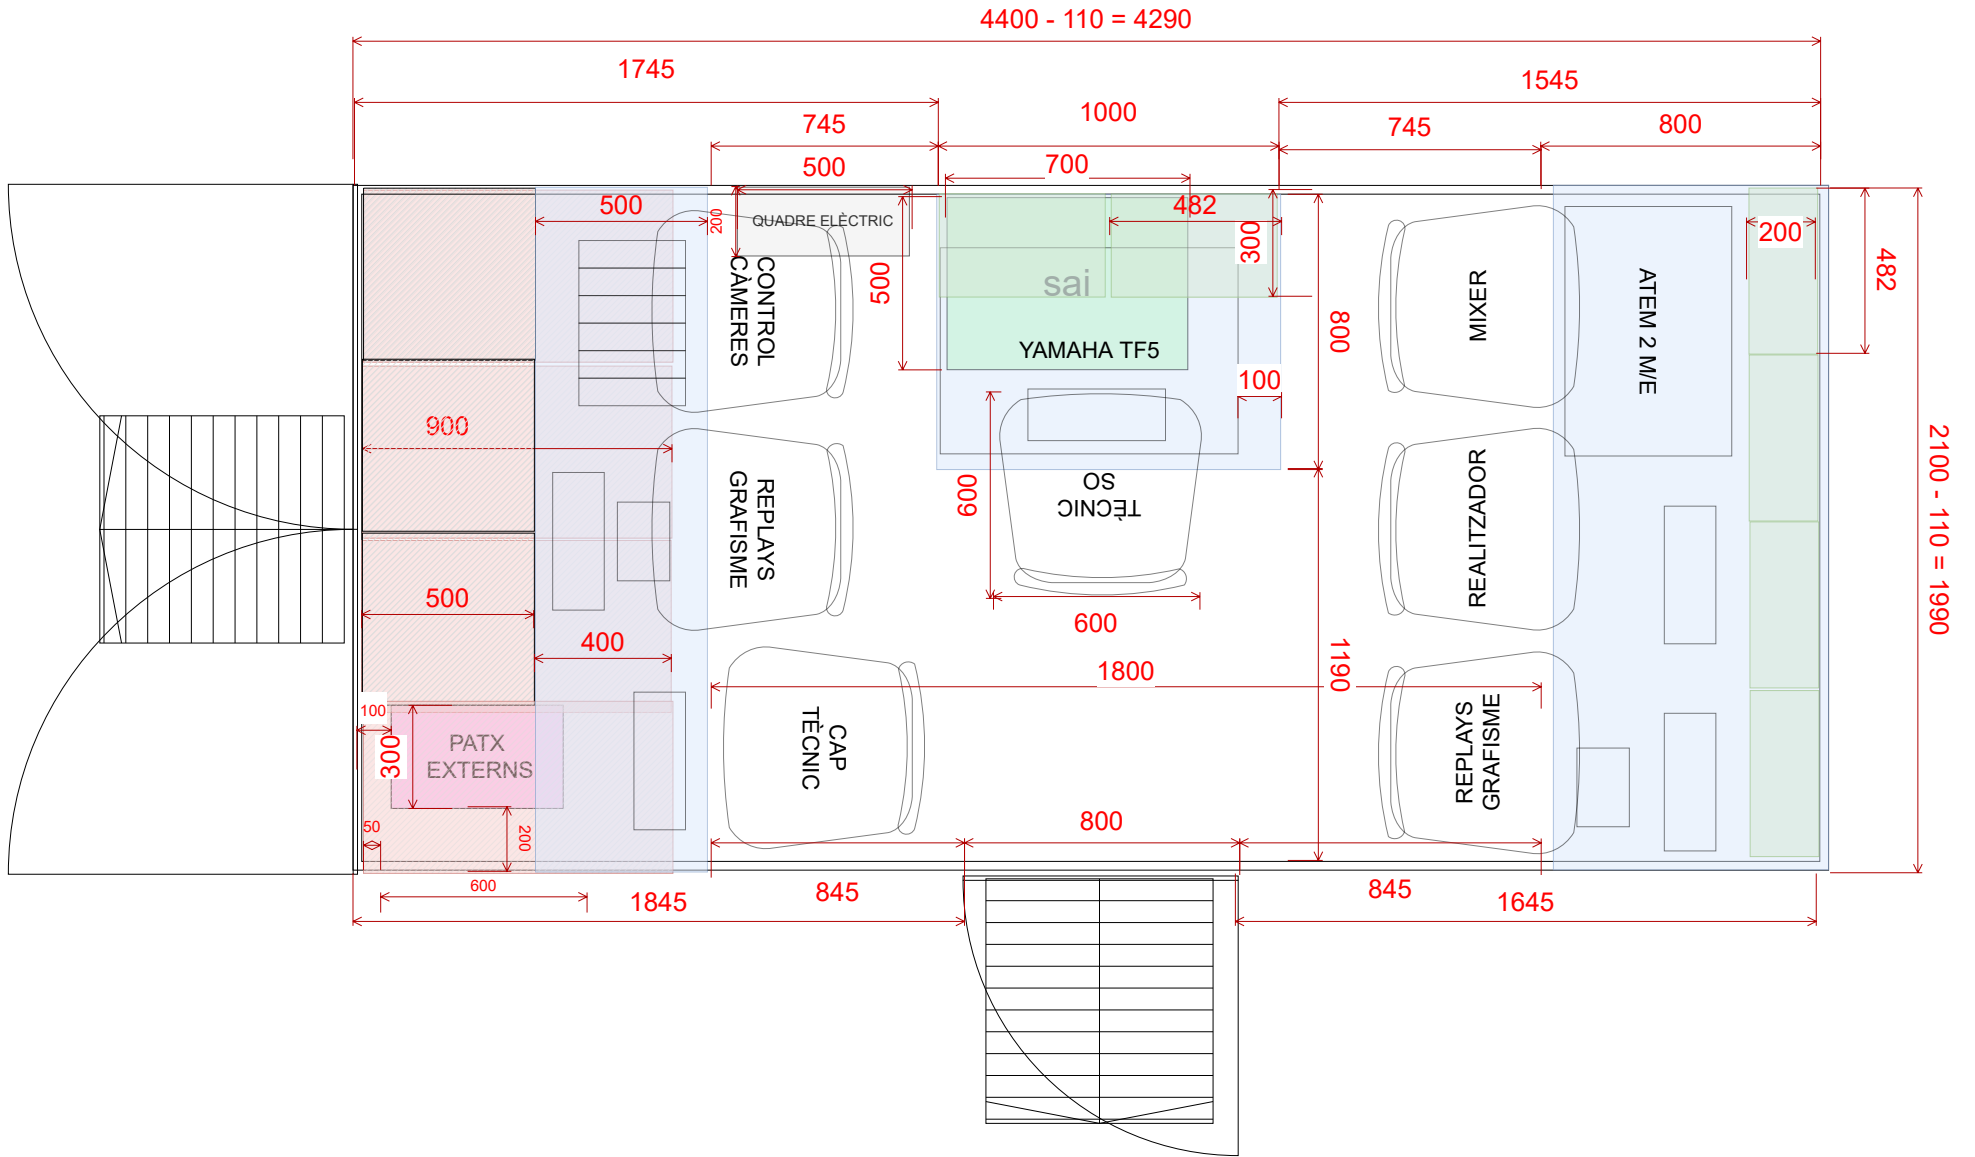 4400 - 110 = 4290
1745
1545
1000
745
745
800
500
700
500
200
QUADRE ELÈCTRIC
482
300
200
482
500
sai
CONTROL
CÀMERES
MIXER
ATEM 2 M/E
YAMAHA TF5
800
100
900
2100 - 110 = 1990
REPLAYS
GRAFISME
600
TÈCNIC
SO
REALITZADOR
500
600
400
1190
1800
100
300
PATX
EXTERNS
CAP
TÈCNIC
REPLAYS
GRAFISME
50
200
800
600
1845
845
845
1645